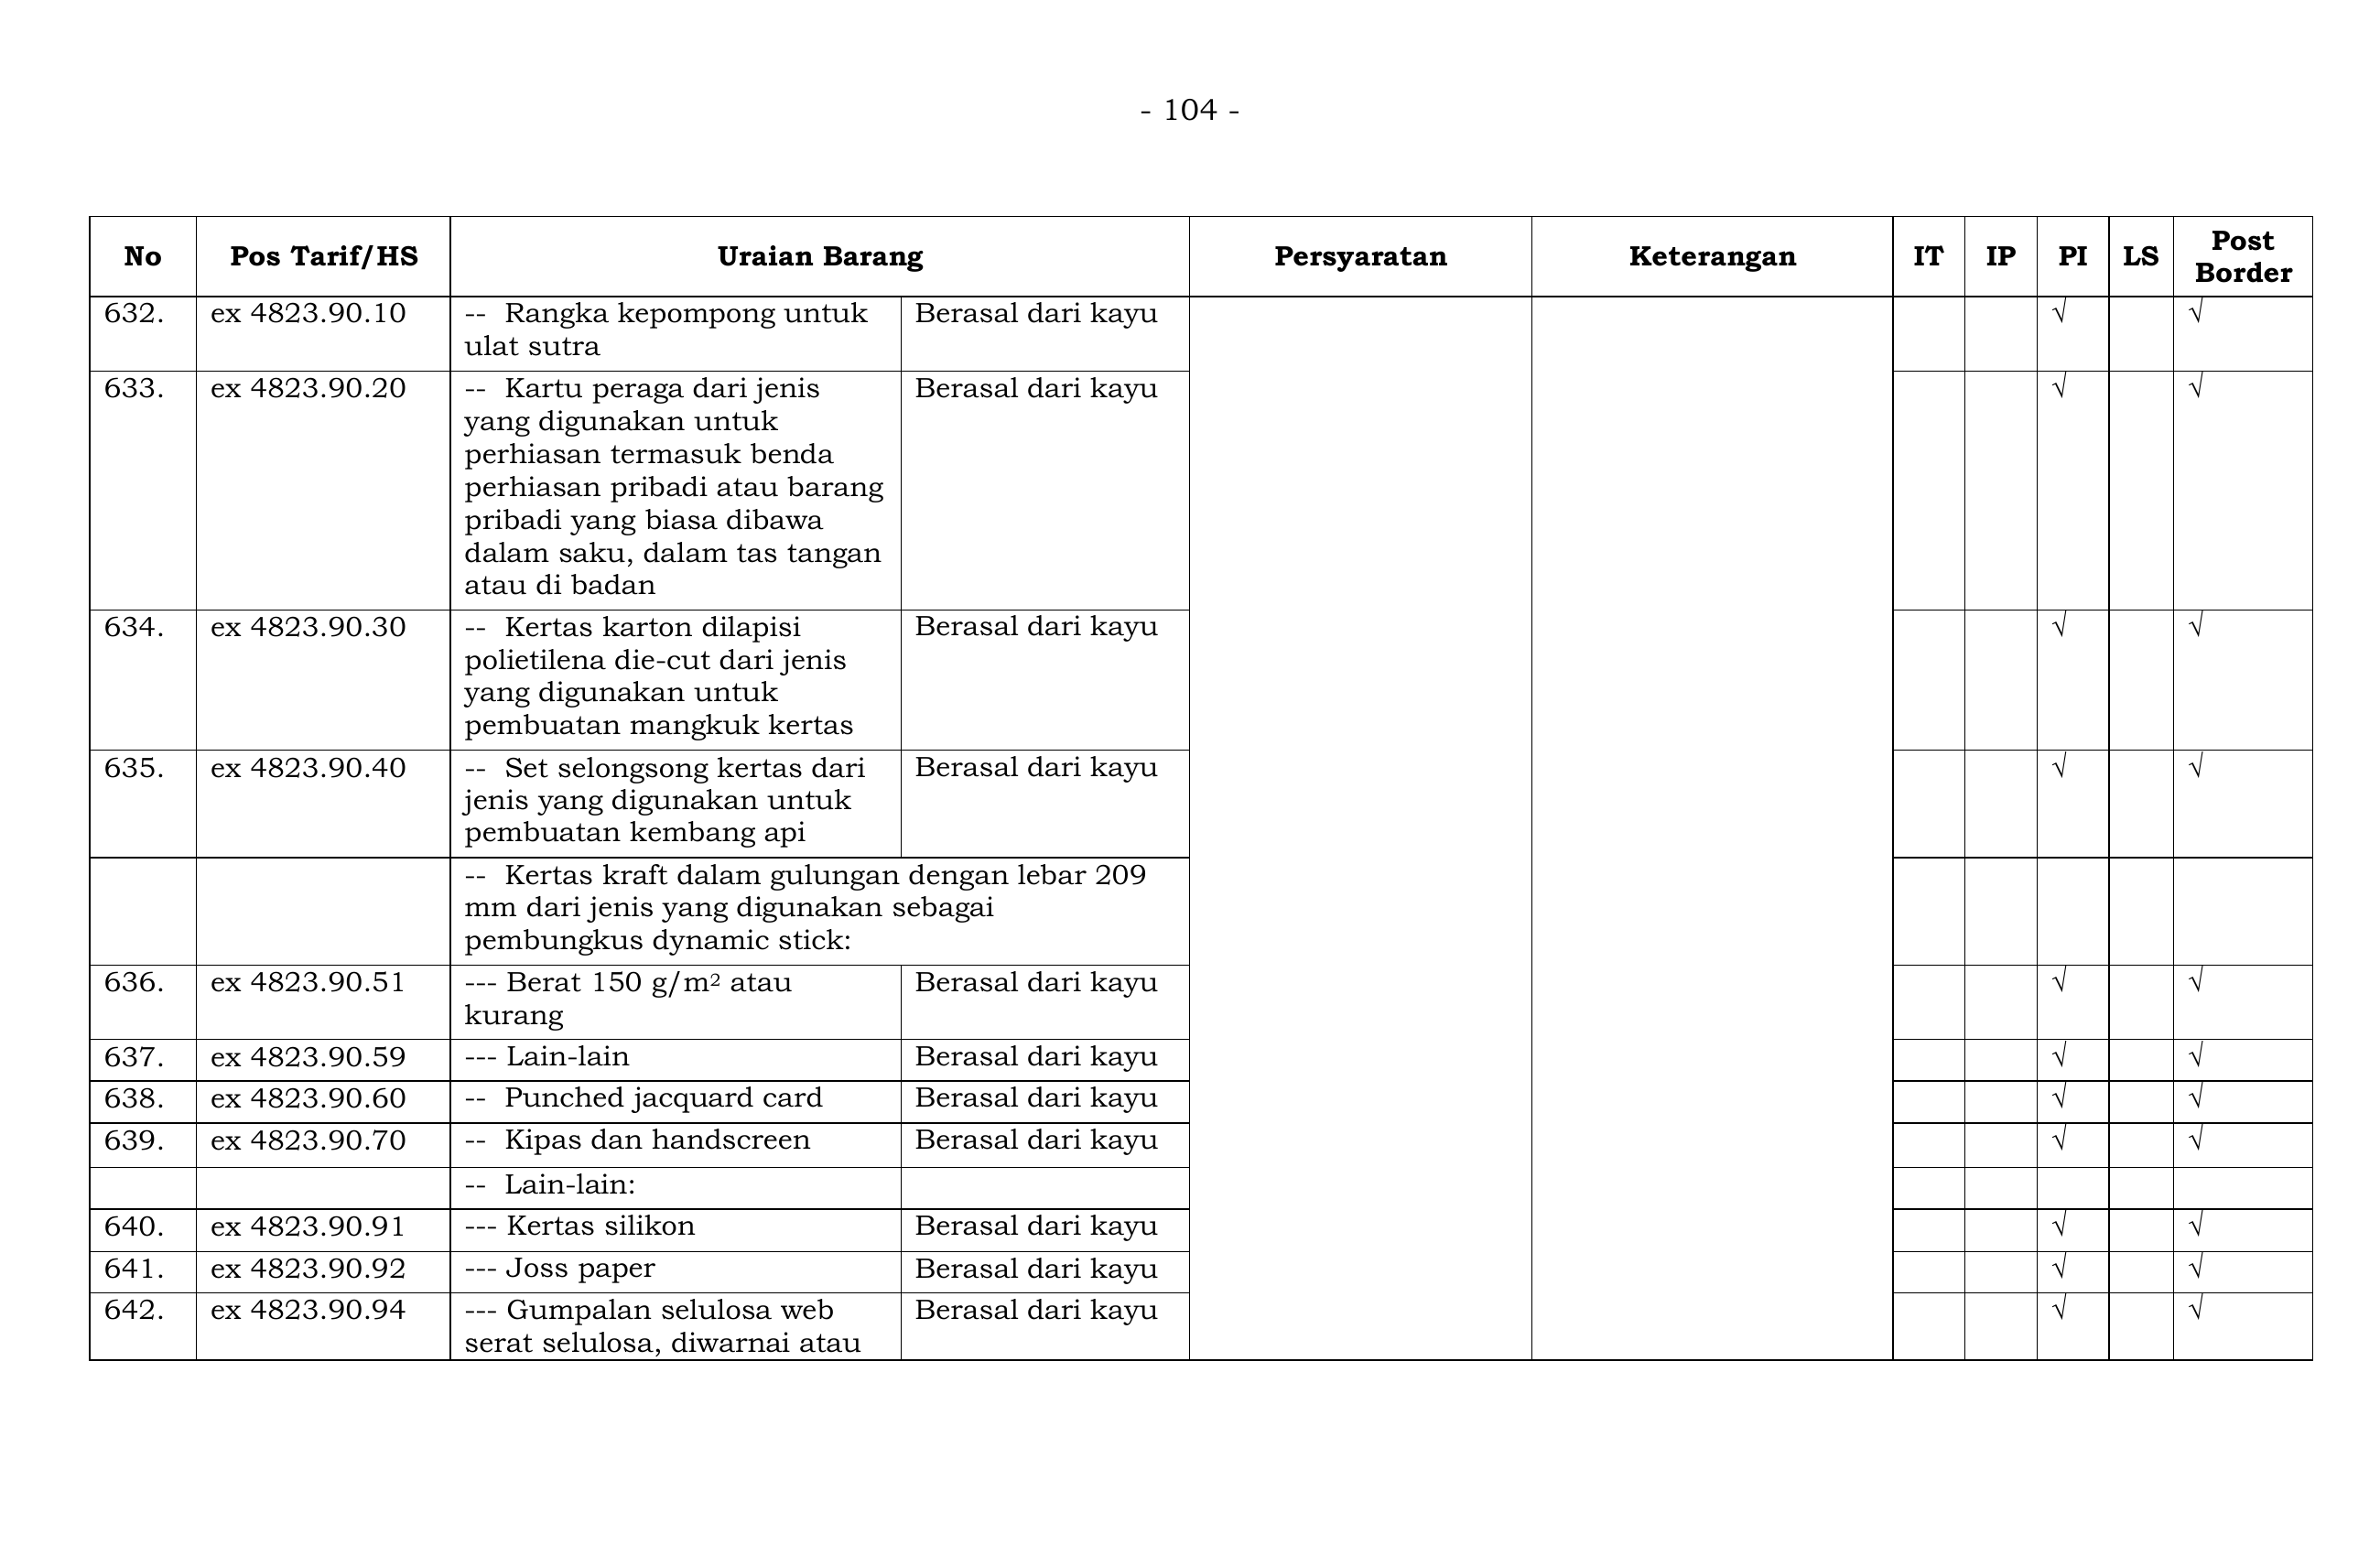 - 104 -
No Pos Tarif/HS Uraian Barang Persyaratan Keterangan IT IP PI LS Post Border
632. ex 4823.90.10 -- Rangka kepompong untuk Berasal dari kayu √ √
ulat sutra
633. ex 4823.90.20 -- Kartu peraga dari jenis Berasal dari kayu √ √
yang digunakan untuk
perhiasan termasuk benda
perhiasan pribadi atau barang
pribadi yang biasa dibawa
dalam saku, dalam tas tangan
atau di badan
634. ex 4823.90.30 -- Kertas karton dilapisi Berasal dari kayu √ √
polietilena die-cut dari jenis
yang digunakan untuk
pembuatan mangkuk kertas
635. ex 4823.90.40 -- Set selongsong kertas dari Berasal dari kayu √ √
jenis yang digunakan untuk
pembuatan kembang api
-- Kertas kraft dalam gulungan dengan lebar 209
mm dari jenis yang digunakan sebagai
pembungkus dynamic stick:
636. ex 4823.90.51 --- Berat 150 g/m² atau Berasal dari kayu √ √
kurang
637. ex 4823.90.59 --- Lain-lain Berasal dari kayu √ √
638. ex 4823.90.60 -- Punched jacquard card Berasal dari kayu √ √
639. ex 4823.90.70 -- Kipas dan handscreen Berasal dari kayu √ √
-- Lain-lain:
640. ex 4823.90.91 --- Kertas silikon Berasal dari kayu √ √
641. ex 4823.90.92 --- Joss paper Berasal dari kayu √ √
642. ex 4823.90.94 --- Gumpalan selulosa web Berasal dari kayu √ √
serat selulosa, diwarnai atau